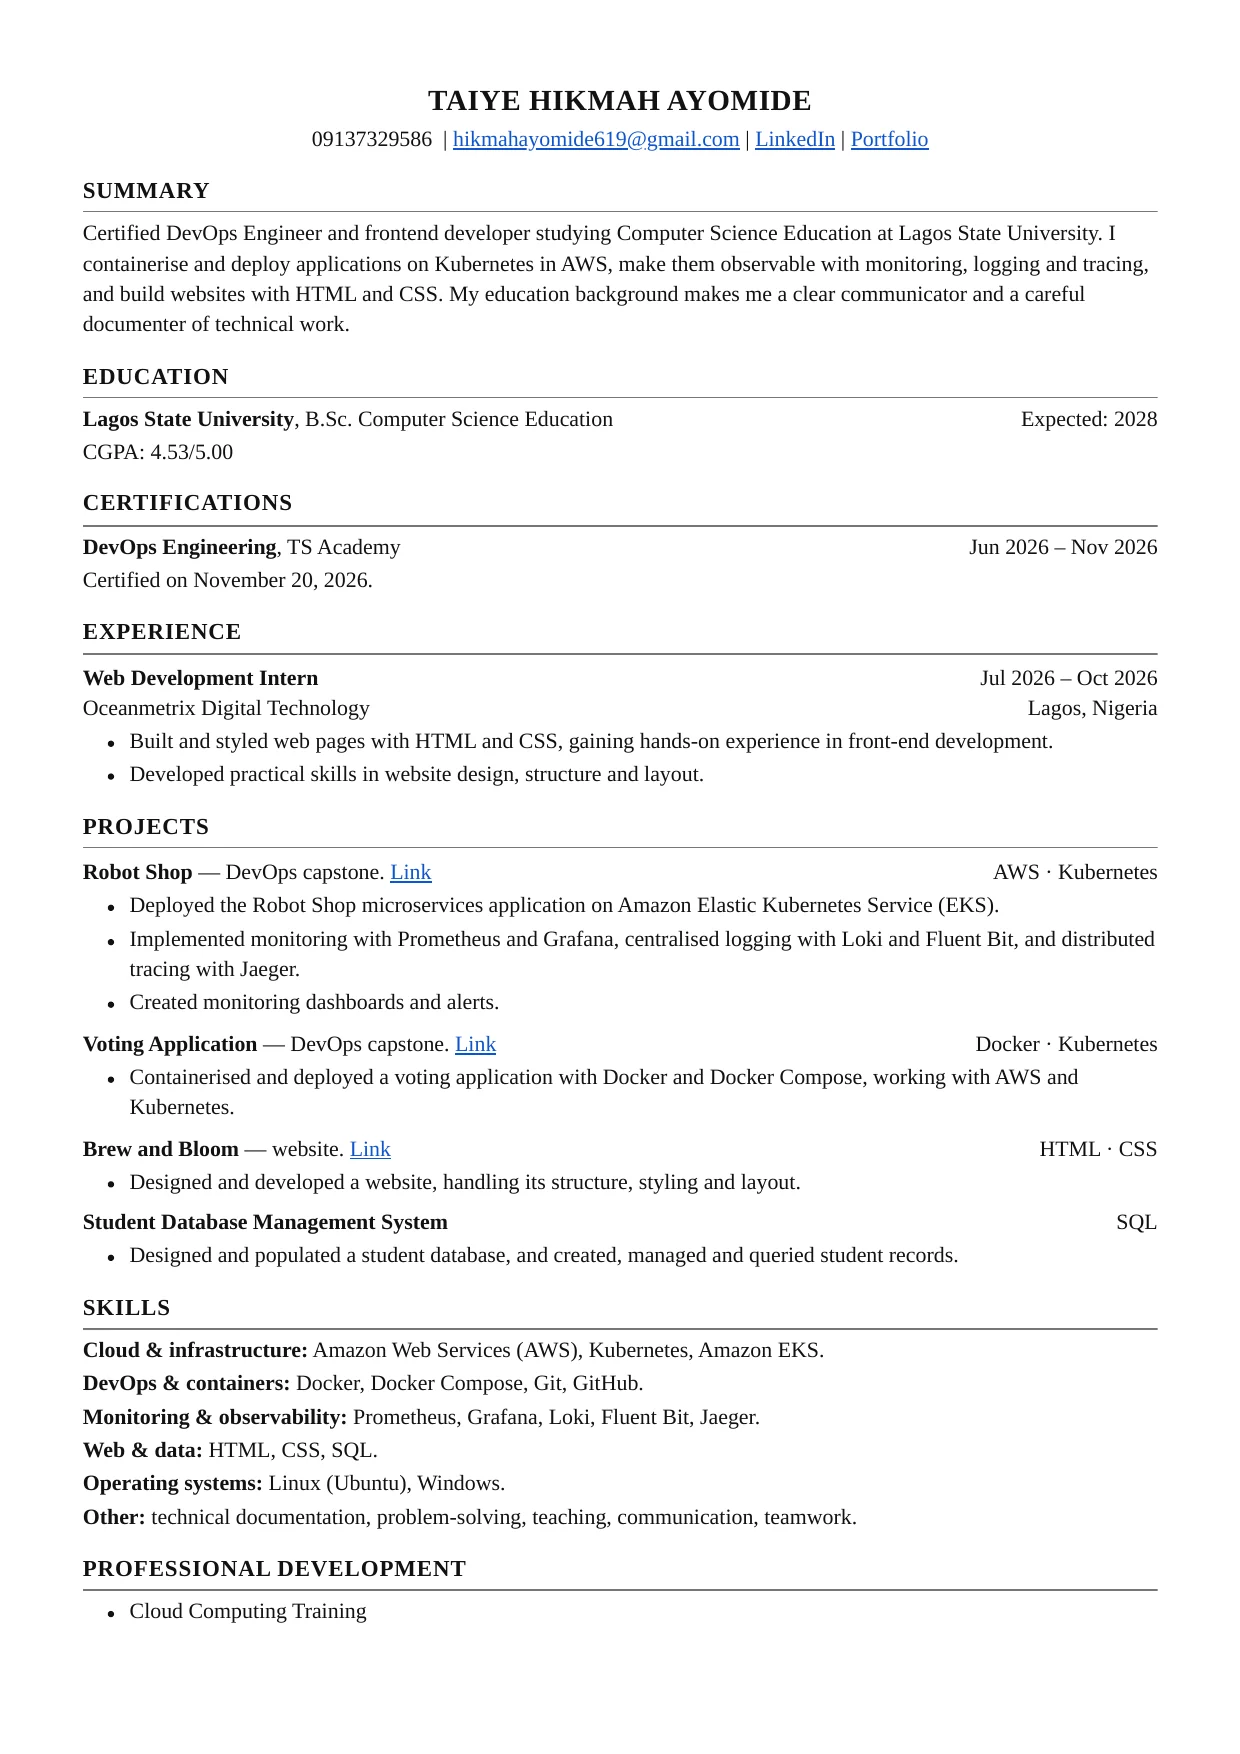 TAIYE HIKMAH AYOMIDE
09137329586 | hikmahayomide619@gmail.com | LinkedIn | Portfolio
SUMMARY
Certified DevOps Engineer and frontend developer studying Computer Science Education at Lagos State University. I
containerise and deploy applications on Kubernetes in AWS, make them observable with monitoring, logging and tracing,
and build websites with HTML and CSS. My education background makes me a clear communicator and a careful
documenter of technical work.
EDUCATION
Lagos State University, B.Sc. Computer Science Education Expected: 2028
CGPA: 4.53/5.00
CERTIFICATIONS
DevOps Engineering, TS Academy Jun 2026 – Nov 2026
Certified on November 20, 2026.
EXPERIENCE
Web Development Intern Jul 2026 – Oct 2026
Oceanmetrix Digital Technology Lagos, Nigeria
• Built and styled web pages with HTML and CSS, gaining hands-on experience in front-end development.
• Developed practical skills in website design, structure and layout.
PROJECTS
Robot Shop — DevOps capstone. Link AWS · Kubernetes
• Deployed the Robot Shop microservices application on Amazon Elastic Kubernetes Service (EKS).
• Implemented monitoring with Prometheus and Grafana, centralised logging with Loki and Fluent Bit, and distributed
tracing with Jaeger.
• Created monitoring dashboards and alerts.
Voting Application — DevOps capstone. Link Docker · Kubernetes
• Containerised and deployed a voting application with Docker and Docker Compose, working with AWS and
Kubernetes.
Brew and Bloom — website. Link HTML · CSS
• Designed and developed a website, handling its structure, styling and layout.
Student Database Management System SQL
• Designed and populated a student database, and created, managed and queried student records.
SKILLS
Cloud & infrastructure: Amazon Web Services (AWS), Kubernetes, Amazon EKS.
DevOps & containers: Docker, Docker Compose, Git, GitHub.
Monitoring & observability: Prometheus, Grafana, Loki, Fluent Bit, Jaeger.
Web & data: HTML, CSS, SQL.
Operating systems: Linux (Ubuntu), Windows.
Other: technical documentation, problem-solving, teaching, communication, teamwork.
PROFESSIONAL DEVELOPMENT
• Cloud Computing Training